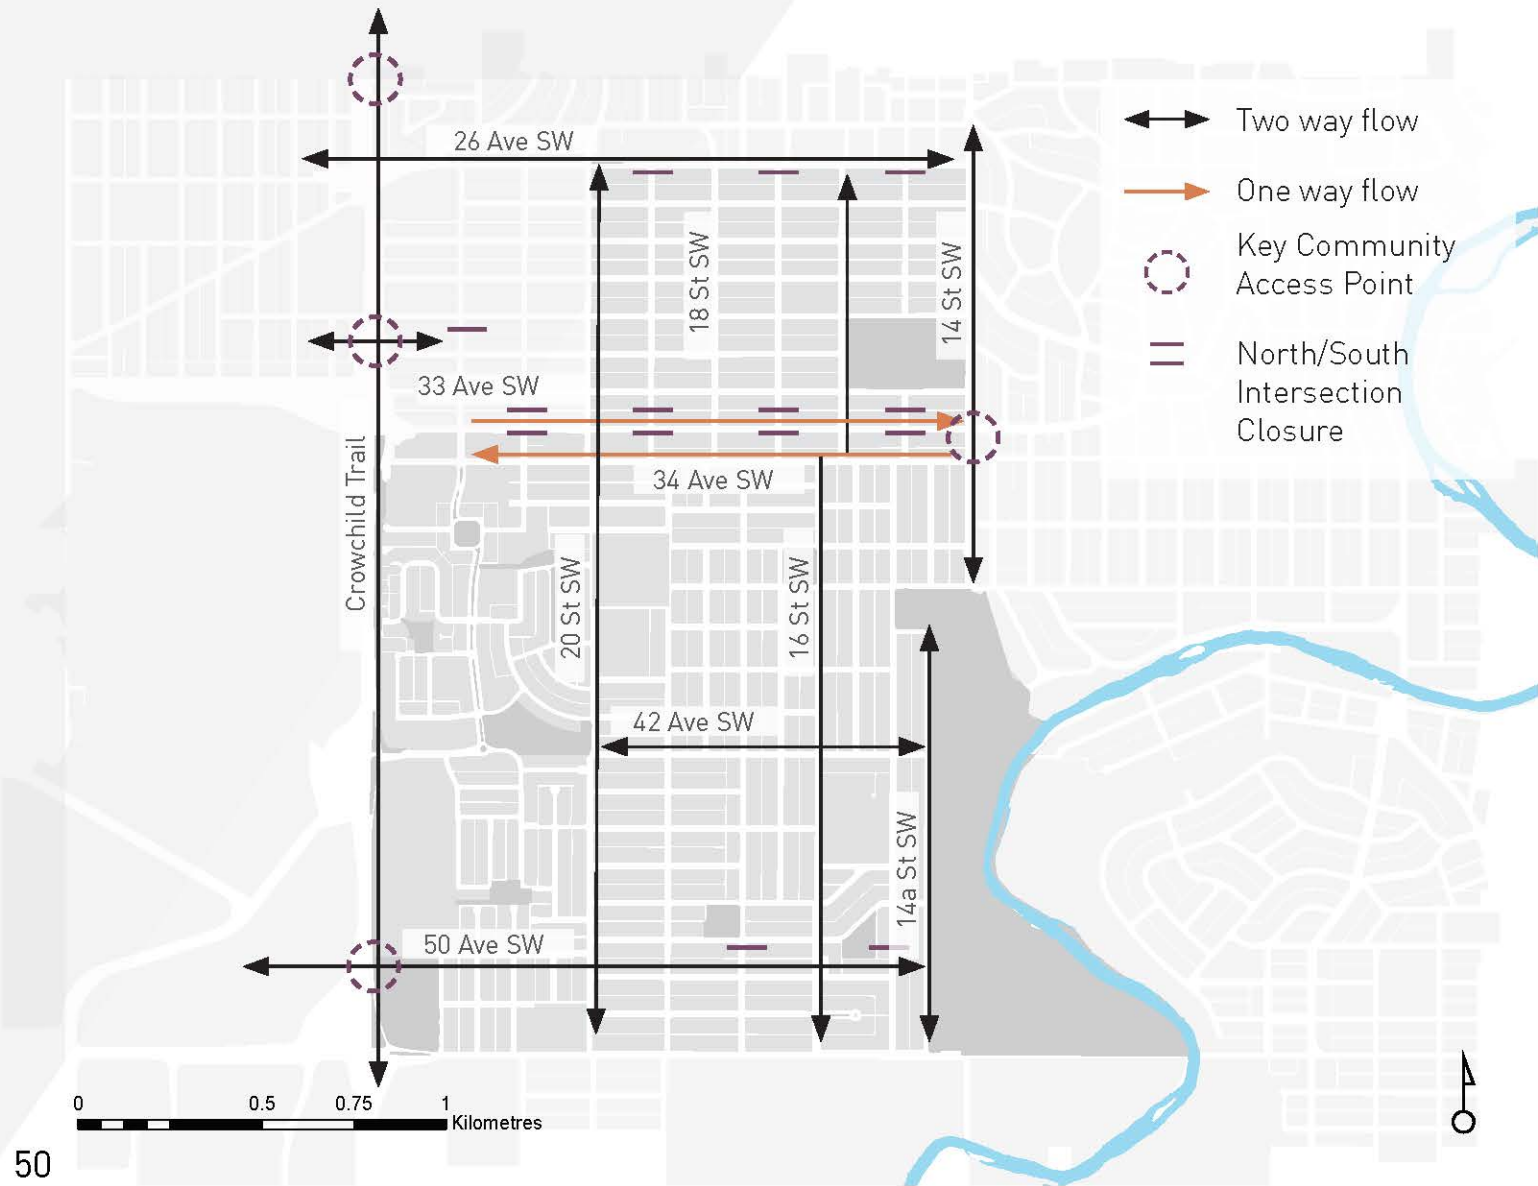 26 Ave SW
Two way flow
One way flow
Key Community
Access Point
North/South
Intersection
Closure
18 St SW
14 St SW
33 Ave SW
34 Ave SW
Crowchild Trail
20 St SW
16 St SW
42 Ave SW
14a St SW
50 Ave SW
0 0.5 0.75 1
Kilometres
50